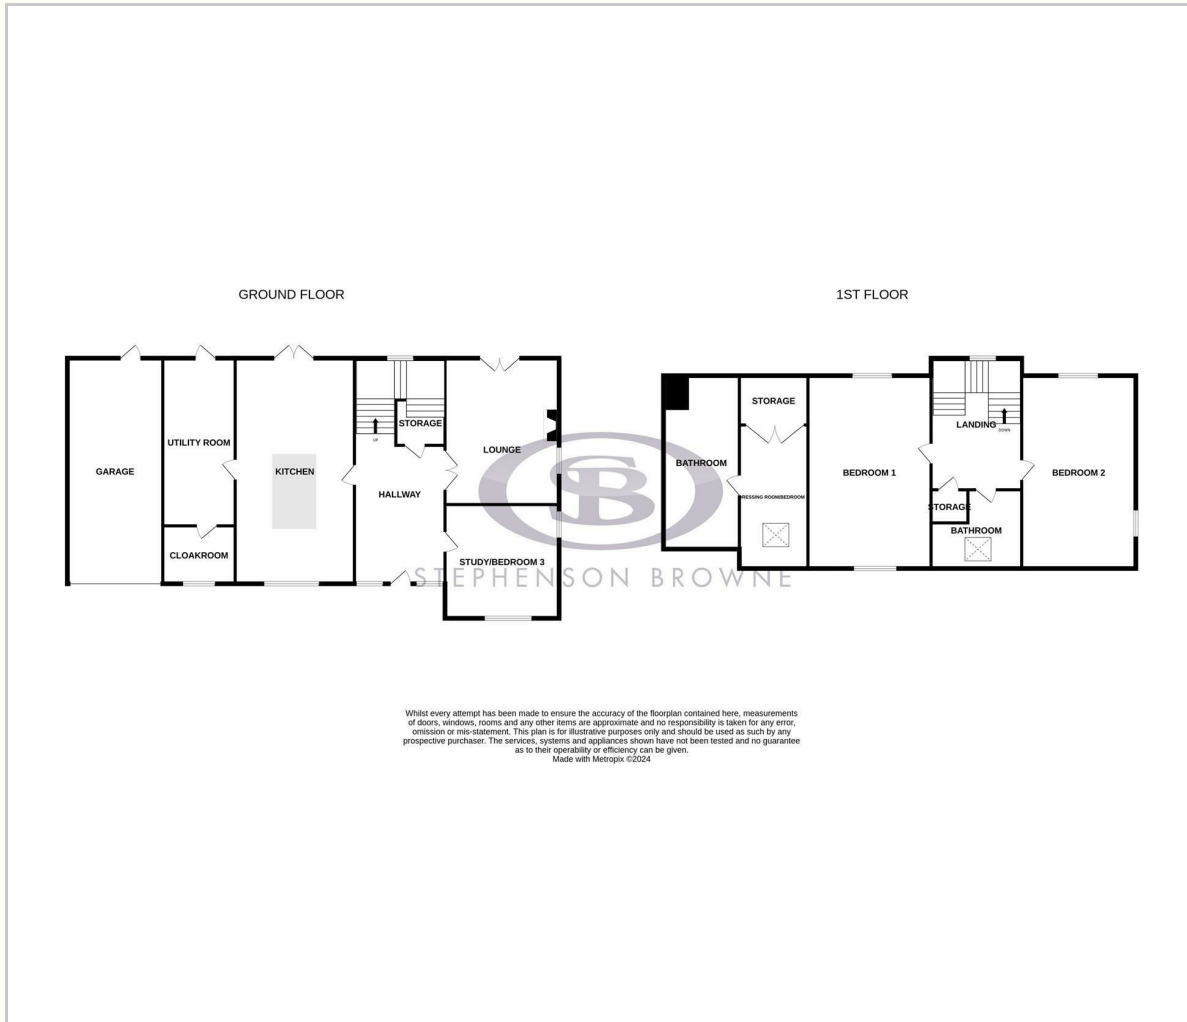 GROUND FLOOR
1ST FLOOR
GARAGE
UTILITY ROOM
CLOAKROOM
KITCHEN
UP
STORAGE
HALLWAY
LOUNGE
STUDY/BEDROOM 3
BATHROOM
STORAGE
DRESSING ROOM/BEDROOM
BEDROOM 1
LANDING
DOWN
STORAGE
BATHROOM
BEDROOM 2
SB
STEPHENSON BROWNE
Whilst every attempt has been made to ensure the accuracy of the floorplan contained here, measurements
of doors, windows, rooms and any other items are approximate and no responsibility is taken for any error,
omission or mis-statement. This plan is for illustrative purposes only and should be used as such by any
prospective purchaser. The services, systems and appliances shown have not been tested and no guarantee
as to their operability or efficiency can be given.
Made with Metropix ©2024